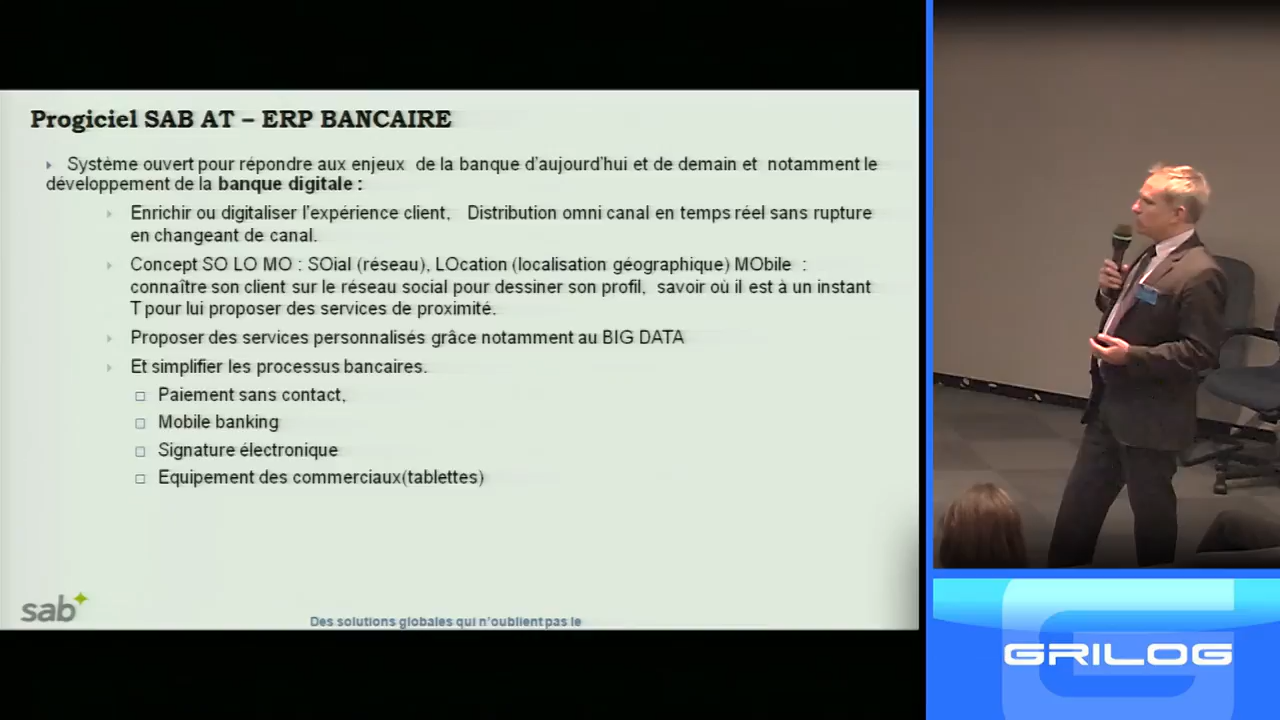 Progiciel SAB AT – ERP BANCAIRE
Système ouvert pour répondre aux enjeux de la banque d'aujourd'hui et de demain et notamment le
développement de la banque digitale :
Enrichir ou digitaliser l'expérience client, Distribution omni canal en temps réel sans rupture
en changeant de canal.
Concept SO LO MO : SOial (réseau), LOcation (localisation géographique) MObile :
connaître son client sur le réseau social pour dessiner son profil, savoir où il est à un instant
T pour lui proposer des services de proximité.
Proposer des services personnalisés grâce notamment au BIG DATA
Et simplifier les processus bancaires.
Paiement sans contact,
Mobile banking
Signature électronique
Equipement des commerciaux(tablettes)
sab
Des solutions globales qui n'oublient pas le
GRILOG